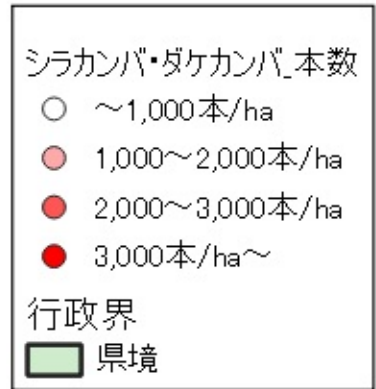 シラカンバ・ダケカンバ_本数
～1,000本/ha
1,000～2,000本/ha
2,000～3,000本/ha
3,000本/ha～
行政界
県境